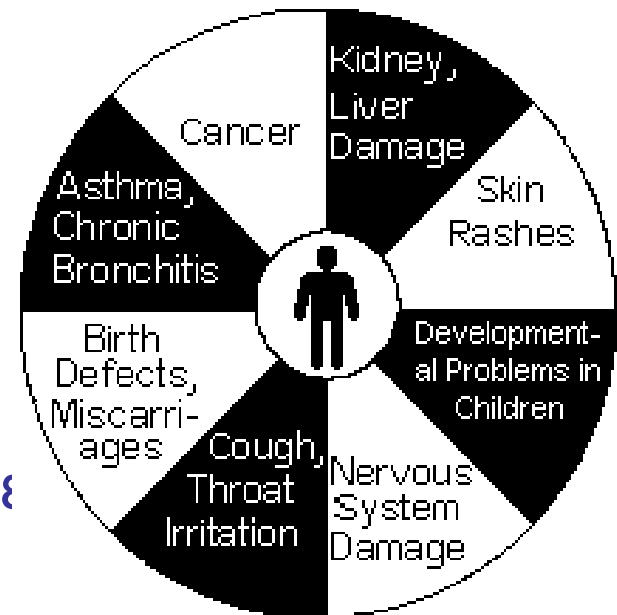 Kidney,
Liver
Damage
Skin
Rashes
Development-
al Problems in
Children
Nervous
System
Damage
Cough,
Throat
Irritation
Birth
Defects,
Miscarri-
ages
Asthma,
Chronic
Bronchitis
Cancer